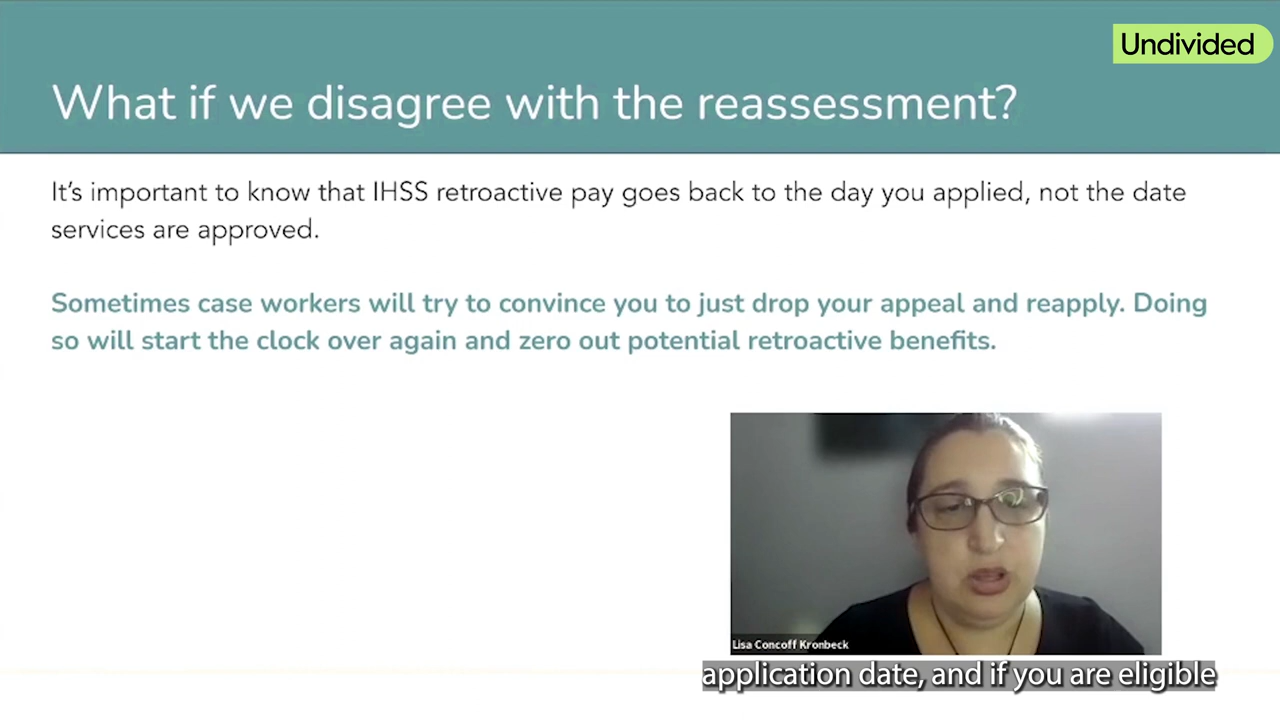 Undivided
What if we disagree with the reassessment?
It's important to know that IHSS retroactive pay goes back to the day you applied, not the date
services are approved.
Sometimes case workers will try to convince you to just drop your appeal and reapply. Doing
so will start the clock over again and zero out potential retroactive benefits.
Lisa Concoff Kronbeck
application date, and if you are eligible